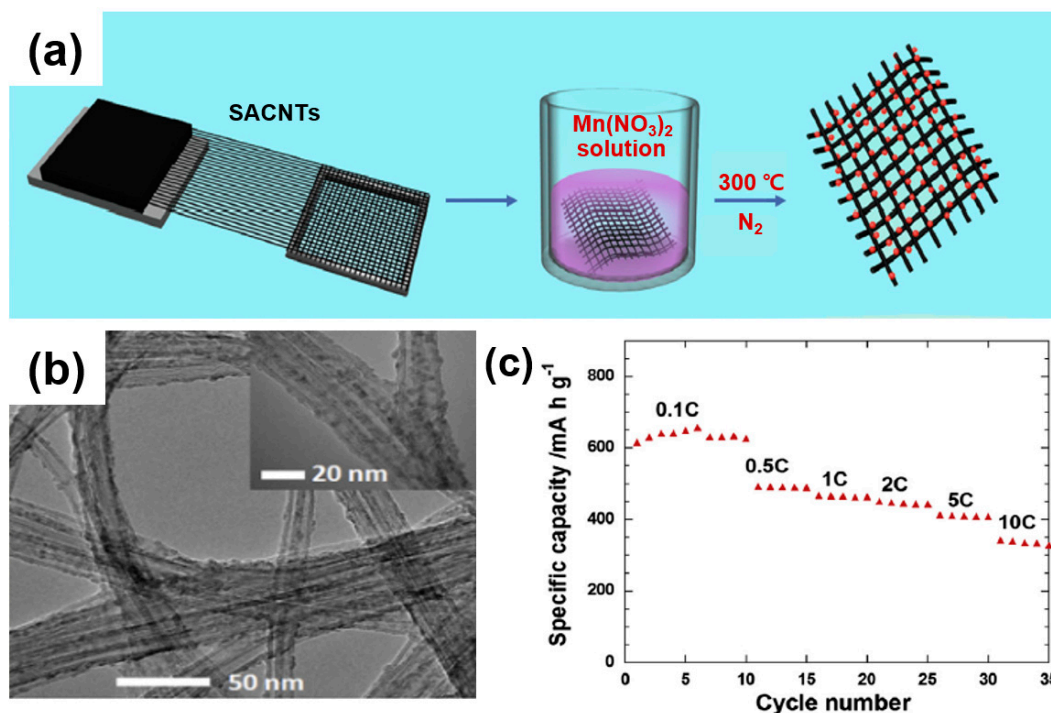 (a)
SACNTs
Mn(NO₃)₂
solution
300 ℃
N₂
(b)
20 nm
50 nm
(c)
Specific capacity /mA h g⁻¹
800
600
400
200
0
0.1C
0.5C
1C
2C
5C
10C
0 5 10 15 20 25 30 35
Cycle number